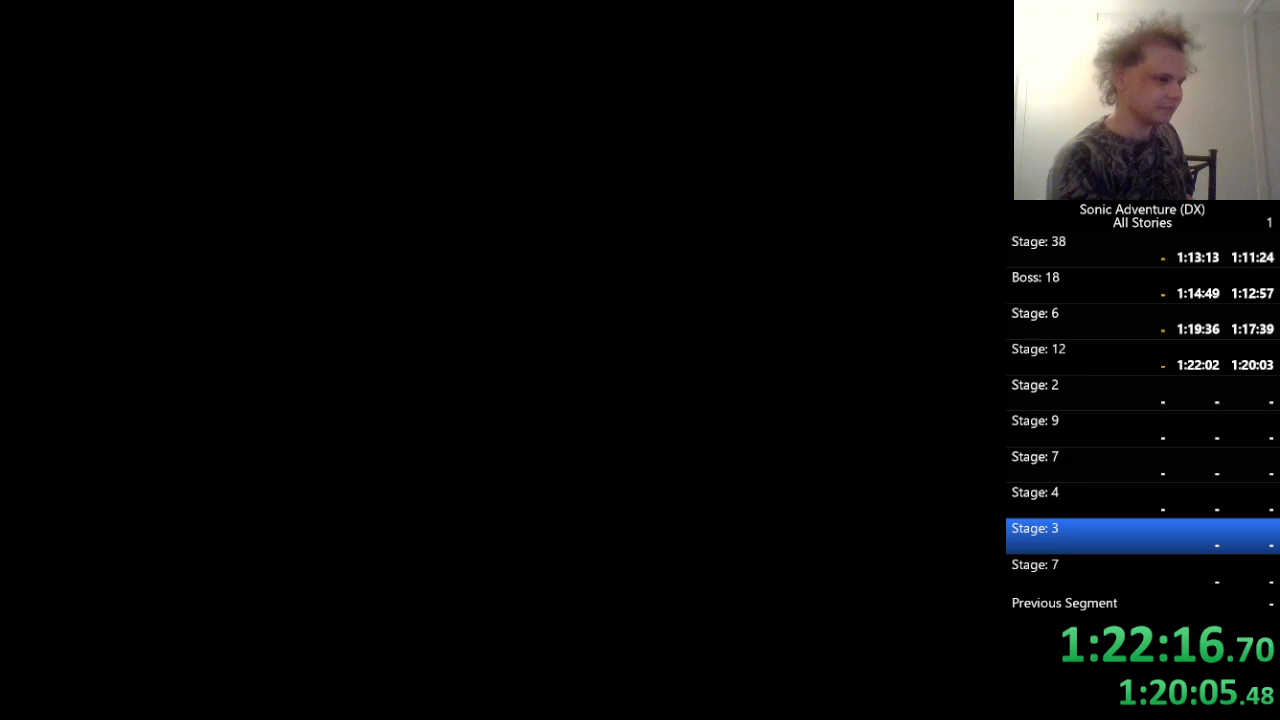 Sonic Adventure (DX)
All Stories 1
Stage: 38
- 1:13:13 1:11:24
Boss: 18
- 1:14:49 1:12:57
Stage: 6
- 1:19:36 1:17:39
Stage: 12
- 1:22:02 1:20:03
Stage: 2
- - -
Stage: 9
- - -
Stage: 7
- - -
Stage: 4
- - -
Stage: 3
- -
Stage: 7
- -
Previous Segment -
1:22:16.70
1:20:05.48